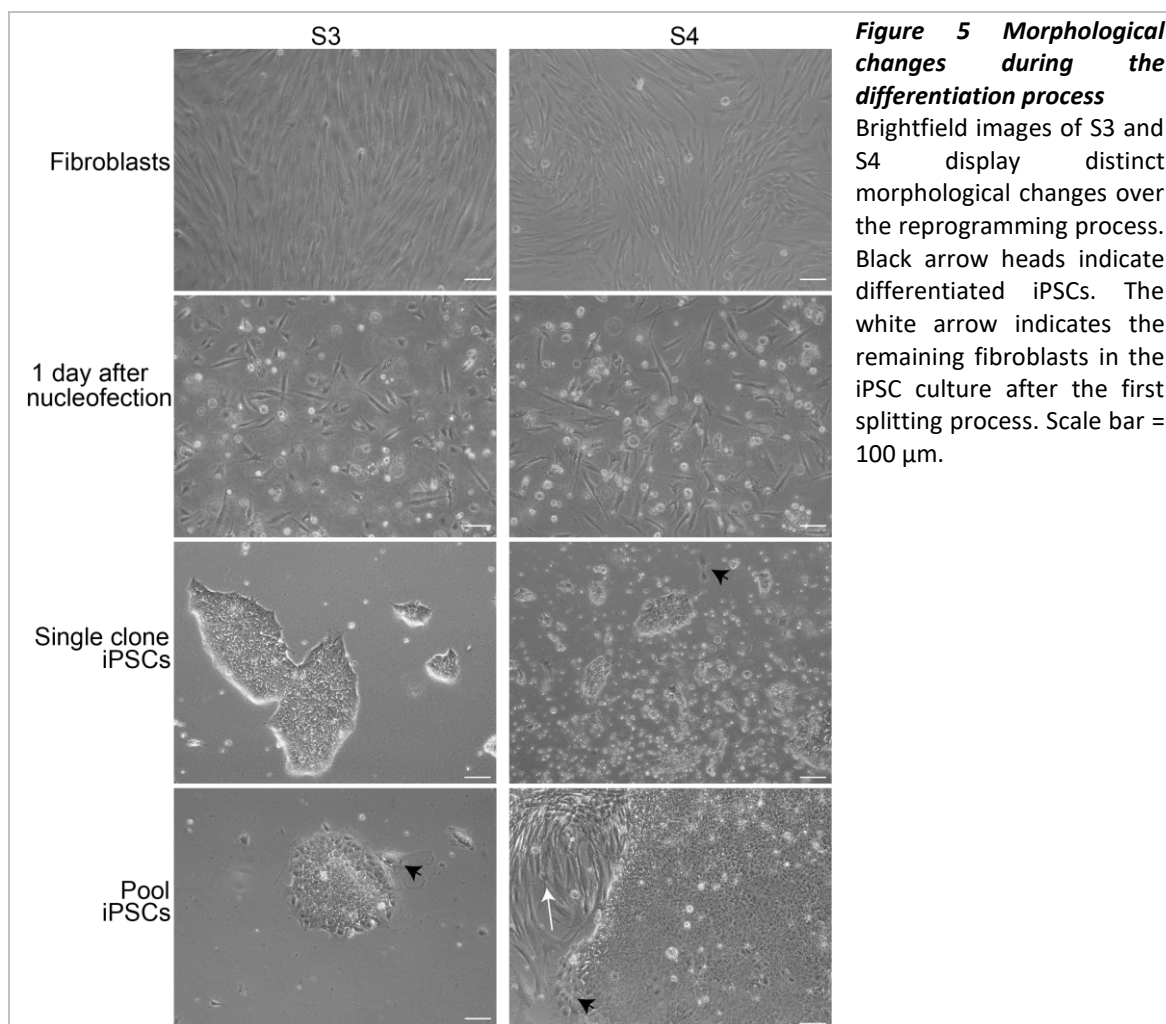 S3
S4
Fibroblasts
1 day after
nucleofection
Single clone
iPSCs
Pool
iPSCs
Figure 5 Morphological
changes during the
differentiation process
Brightfield images of S3 and
S4 display distinct
morphological changes over
the reprogramming process.
Black arrow heads indicate
differentiated iPSCs. The
white arrow indicates the
remaining fibroblasts in the
iPSC culture after the first
splitting process. Scale bar =
100 µm.